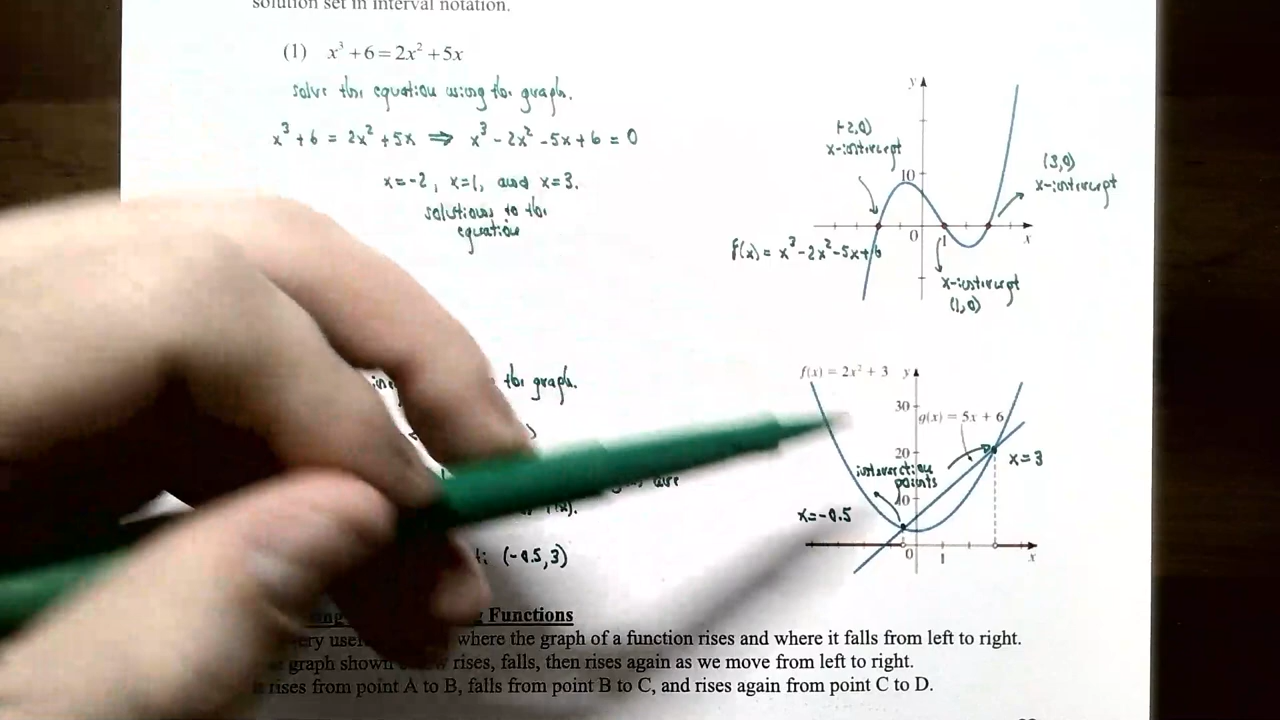 solution set in interval notation.
(1) x³ + 6 = 2x² + 5x
solve the equation using the graph.
x³ + 6 = 2x² + 5x ⇒ x³ - 2x² - 5x + 6 = 0
x=-2, x=1, and x=3.
solutions to the
equation
y
(-2,0)
x-intercept
10
(3,0)
x-intercept
0
1
x
f(x) = x³-2x²-5x+6
x-intercept
(1,0)
the graph.
are
f(x).
(-0.5,3)
f(x) = 2x² + 3
y
30
g(x) = 5x + 6
20
x=3
intersection
points
10
x=-0.5
0
1
x
Functions
where the graph of a function rises and where it falls from left to right.
graph shown rises, falls, then rises again as we move from left to right.
rises from point A to B, falls from point B to C, and rises again from point C to D.